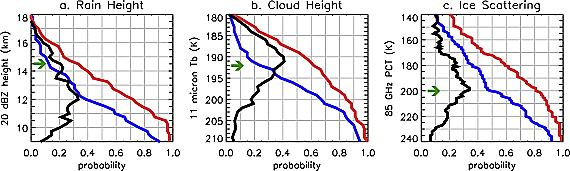 a. Rain Height
b. Cloud Height
c. Ice Scattering
20 dBZ height (km)
18
16
14
12
10
0.0 0.2 0.4 0.6 0.8 1.0
probability
11 micron Tb (K)
180
185
190
195
200
205
210
0.0 0.2 0.4 0.6 0.8 1.0
probability
85 GHz PCT (K)
140
160
180
200
220
240
0.0 0.2 0.4 0.6 0.8 1.0
probability